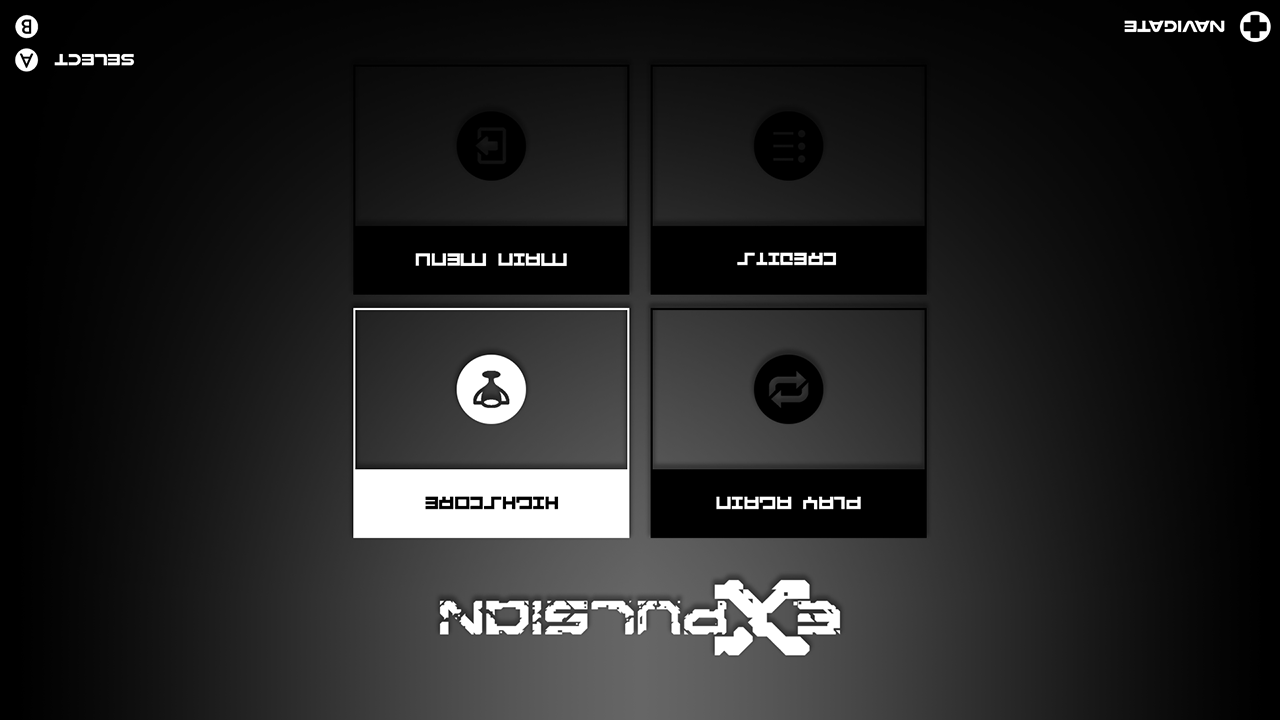 EXPULSION
PLAY AGAIN
HIGHSCORE
CREDITS
MAIN MENU
NAVIGATE
A SELECT
B